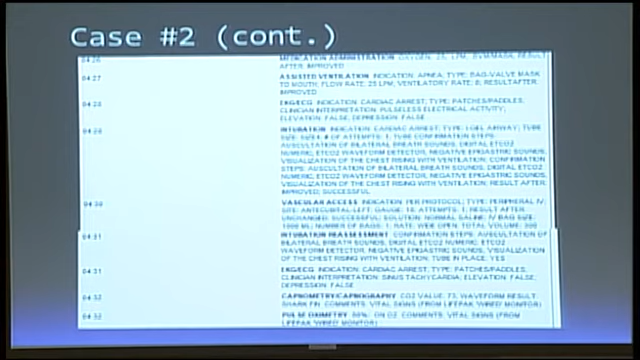 Case #2 (cont.)
04:26
MEDICATION ADMINISTRATION OXYGEN: 25, LPM, BVM/MASK, RESULT
AFTER: IMPROVED
04:27
ASSISTED VENTILATION INDICATION: APNEA; TYPE: BAG-VALVE MASK
TO MOUTH; FLOW RATE: 25 LPM; VENTILATORY RATE: 8; RESULT AFTER:
IMPROVED
04:28
EKG/ECG INDICATION: CARDIAC ARREST; TYPE: PATCHES/PADDLES;
CLINICIAN INTERPRETATION: PULSELESS ELECTRICAL ACTIVITY;
ELEVATION: FALSE; DEPRESSION: FALSE
INTUBATION INDICATION: CARDIAC ARREST; TYPE: I-GEL AIRWAY; TUBE
SIZE: # OF ATTEMPTS: 1; TUBE CONFIRMATION STEPS:
AUSCULTATION OF BILATERAL BREATH SOUNDS, DIGITAL ETCO2
NUMERIC, ETCO2 WAVEFORM DETECTOR, NEGATIVE EPIGASTRIC SOUNDS,
VISUALIZATION OF THE CHEST RISING WITH VENTILATION; CONFIRMATION
STEPS: AUSCULTATION OF BILATERAL BREATH SOUNDS, DIGITAL ETCO2
NUMERIC, ETCO2 WAVEFORM DETECTOR, NEGATIVE EPIGASTRIC SOUNDS,
VISUALIZATION OF THE CHEST RISING WITH VENTILATION; RESULT AFTER:
IMPROVED; SUCCESSFUL
04:30
VASCULAR ACCESS INDICATION: PER PROTOCOL; TYPE: PERIPHERAL IV;
SITE: ANTECUBITAL-LEFT; GAUGE: 18; ATTEMPTS: 1; RESULT AFTER:
UNCHANGED; SUCCESSFUL; SOLUTION: NORMAL SALINE; IV BAG SIZE:
1000 ML; NUMBER OF BAGS: 1; RATE: WIDE OPEN; TOTAL VOLUME:
04:31
INTUBATION REASSESSMENT CONFIRMATION STEPS: AUSCULTATION OF
BILATERAL BREATH SOUNDS, DIGITAL ETCO2 NUMERIC, ETCO2
WAVEFORM DETECTOR, NEGATIVE EPIGASTRIC SOUNDS, VISUALIZATION
OF THE CHEST RISING WITH VENTILATION; TUBE IN PLACE: YES
04:31
EKG/ECG INDICATION: CARDIAC ARREST; TYPE: PATCHES/PADDLES;
CLINICIAN INTERPRETATION: SINUS TACHYCARDIA; ELEVATION: FALSE;
DEPRESSION: FALSE
04:32
CAPNOMETRY/CAPNOGRAPHY CO2 VALUE: 73; WAVEFORM RESULT:
SHARK FIN; COMMENTS: VITAL SIGNS (FROM LIFEPAK WIRED MONITOR)
04:32
PULSE OXIMETRY ON O2 COMMENTS: VITAL SIGNS (FROM
LIFEPAK WIRED MONITOR)